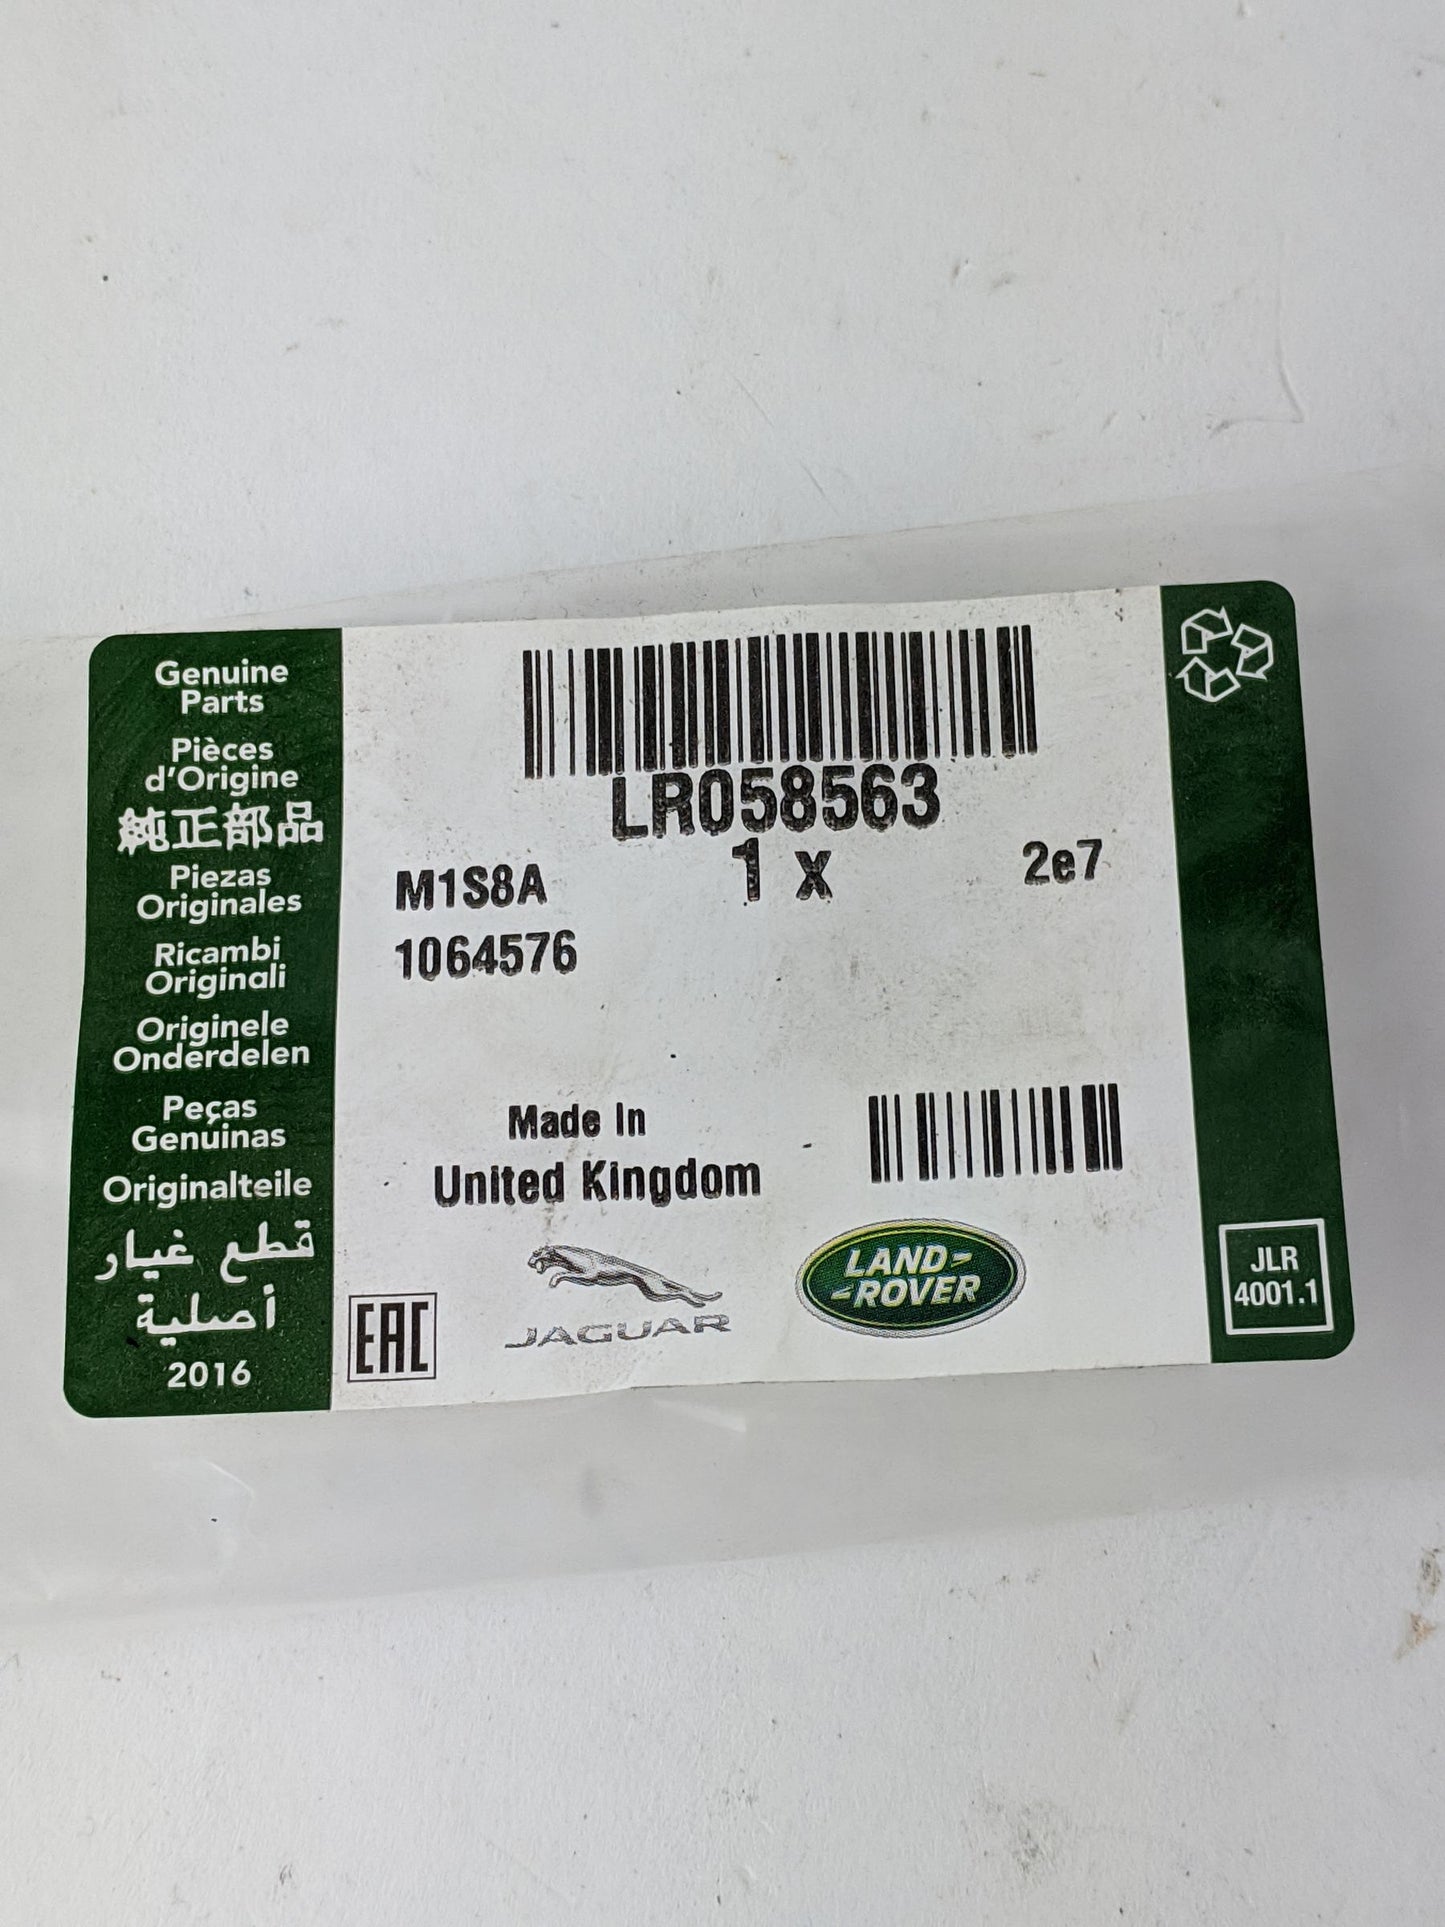 Genuine
Parts
Pièces
d'Origine
純正部品
Piezas
Originales
Ricambi
Originali
Originele
Onderdelen
Peças
Genuínas
Originalteile
قطع غيار
أصلية
2016
LR058563
M1S8A 1 x 2e7
1064576
Made In
United Kingdom
EAC
JAGUAR
LAND-
-ROVER
JLR
4001.1